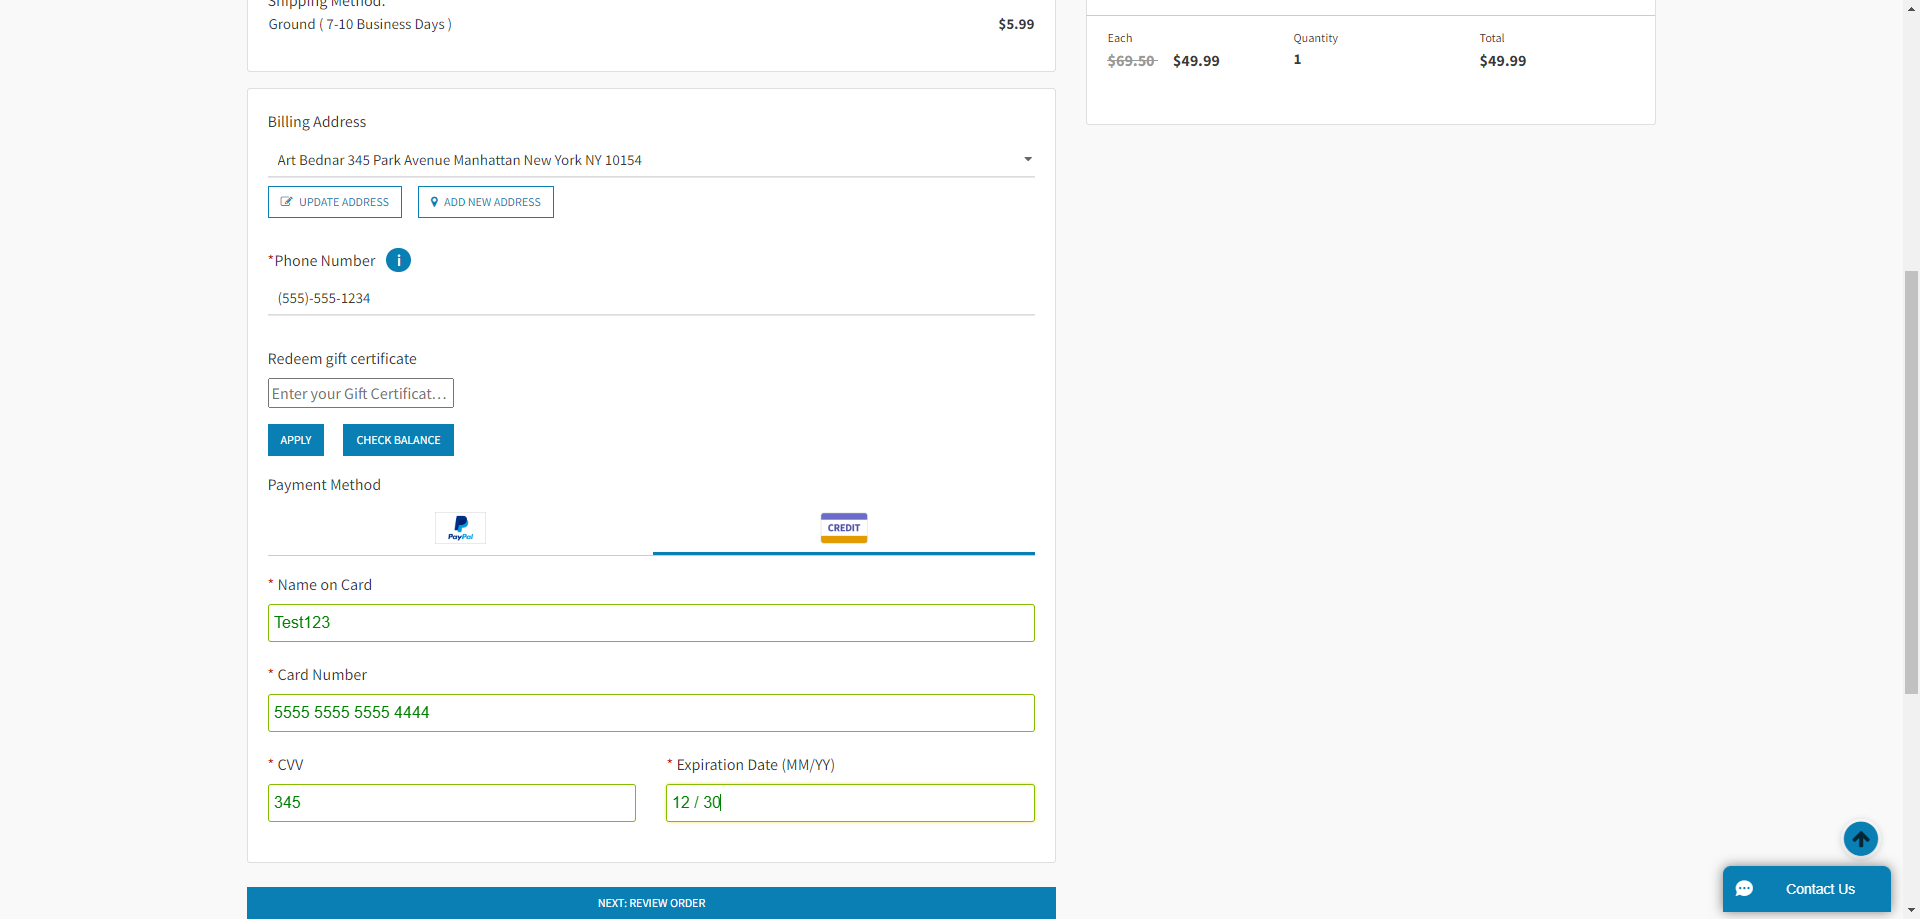 Shipping Method:
Ground ( 7-10 Business Days )
$5.99
Each
Quantity
Total
$69.50
$49.99
1
$49.99
Billing Address
Art Bednar 345 Park Avenue Manhattan New York NY 10154
UPDATE ADDRESS
ADD NEW ADDRESS
*Phone Number
i
(555)-555-1234
Redeem gift certificate
Enter your Gift Certificat...
APPLY
CHECK BALANCE
Payment Method
PayPal
CREDIT
* Name on Card
Test123
* Card Number
5555 5555 5555 4444
* CVV
* Expiration Date (MM/YY)
345
12 / 30
NEXT: REVIEW ORDER
Contact Us